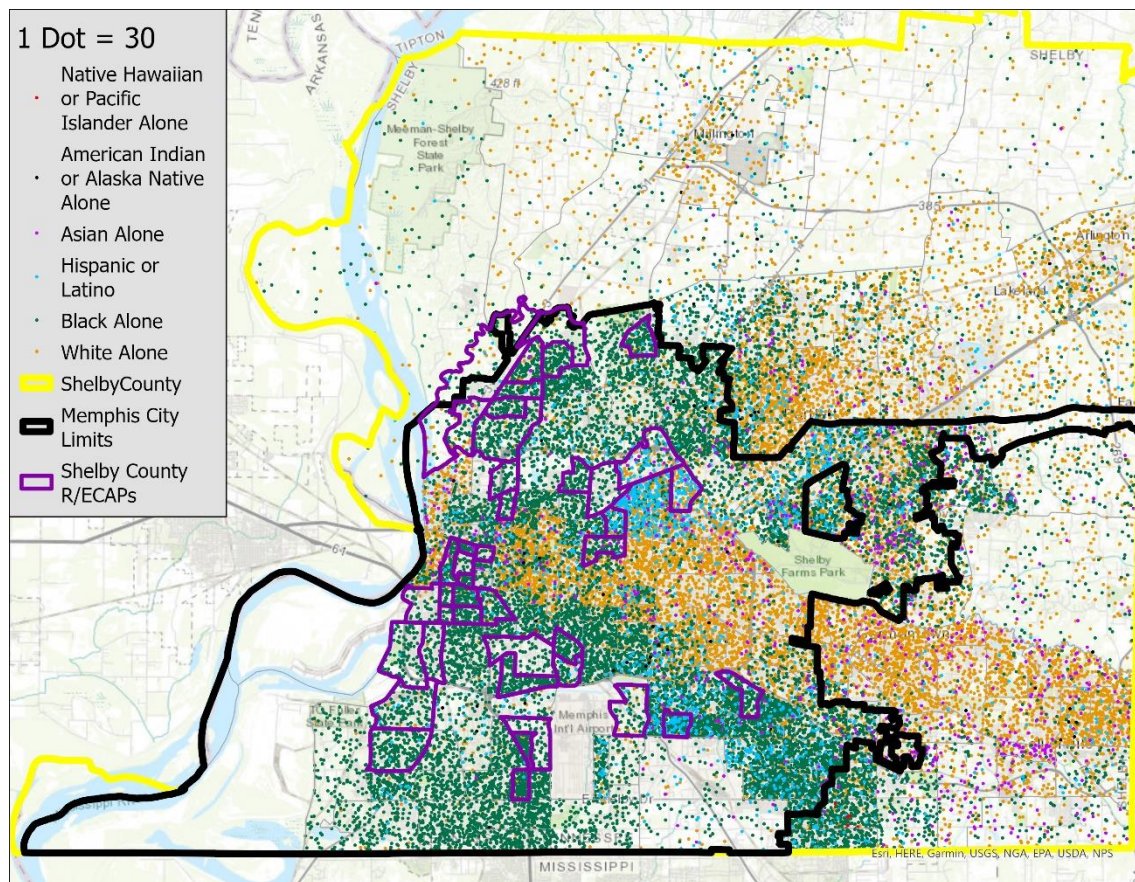 1 Dot = 30
Native Hawaiian
or Pacific
Islander Alone
American Indian
or Alaska Native
Alone
Asian Alone
Hispanic or
Latino
Black Alone
White Alone
ShelbyCounty
Memphis City
Limits
Shelby County
R/ECAPs
ARKANSAS
TIPTON
SHELBY
428 ft
SHELBY
Meeman-Shelby
Forest
State
Park
Millington
385
Arlington
Lakeland
61
Shelby
Farms Park
Memphis
Int'l Airport
MISSISSIPPI
Esri, HERE, Garmin, USGS, NGA, EPA, USDA, NPS